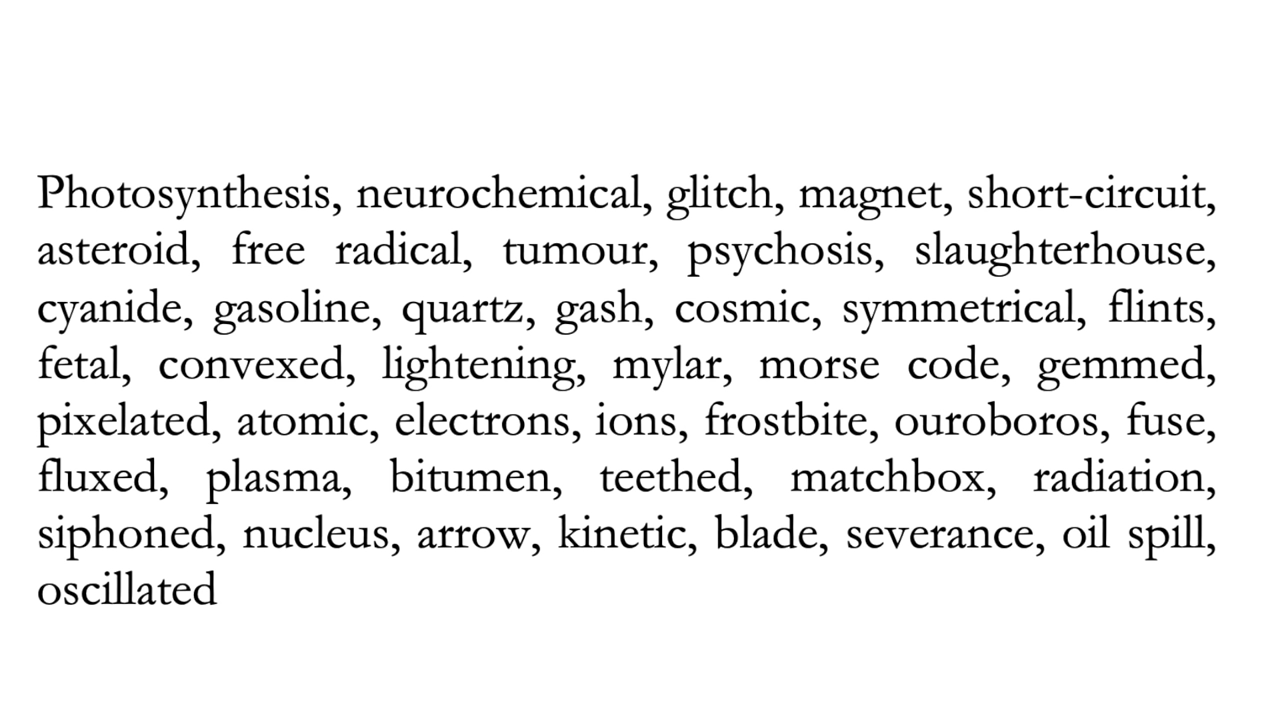 Photosynthesis, neurochemical, glitch, magnet, short-circuit,
asteroid, free radical, tumour, psychosis, slaughterhouse,
cyanide, gasoline, quartz, gash, cosmic, symmetrical, flints,
fetal, convexed, lightening, mylar, morse code, gemmed,
pixelated, atomic, electrons, ions, frostbite, ouroboros, fuse,
fluxed, plasma, bitumen, teethed, matchbox, radiation,
siphoned, nucleus, arrow, kinetic, blade, severance, oil spill,
oscillated